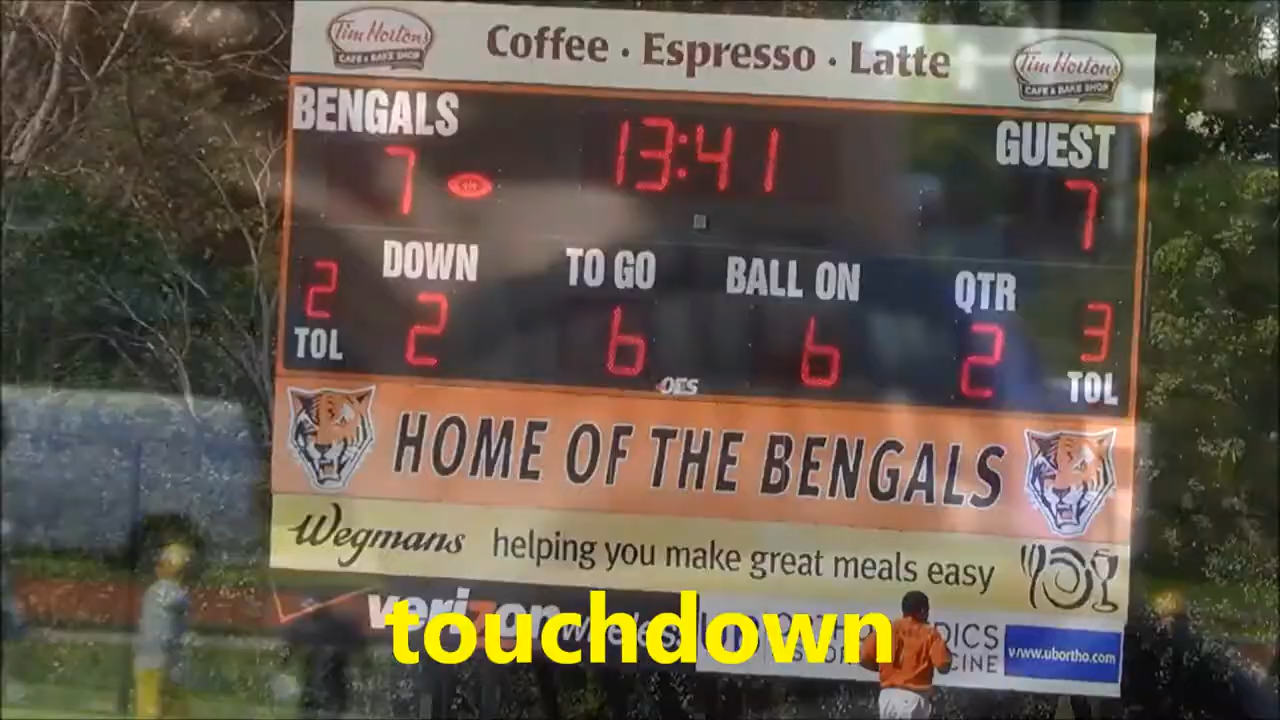 Tim Hortons
CAFE & BAKE SHOP
Coffee · Espresso · Latte
Tim Hortons
CAFE & BAKE SHOP
BENGALS
13:41
GUEST
7
7
DOWN
TO GO
BALL ON
QTR
2
2
6
6
2
3
TOL
OES
TOL
HOME OF THE BENGALS
Wegmans helping you make great meals easy
verizon wireless
touchdown
www.ubortho.com